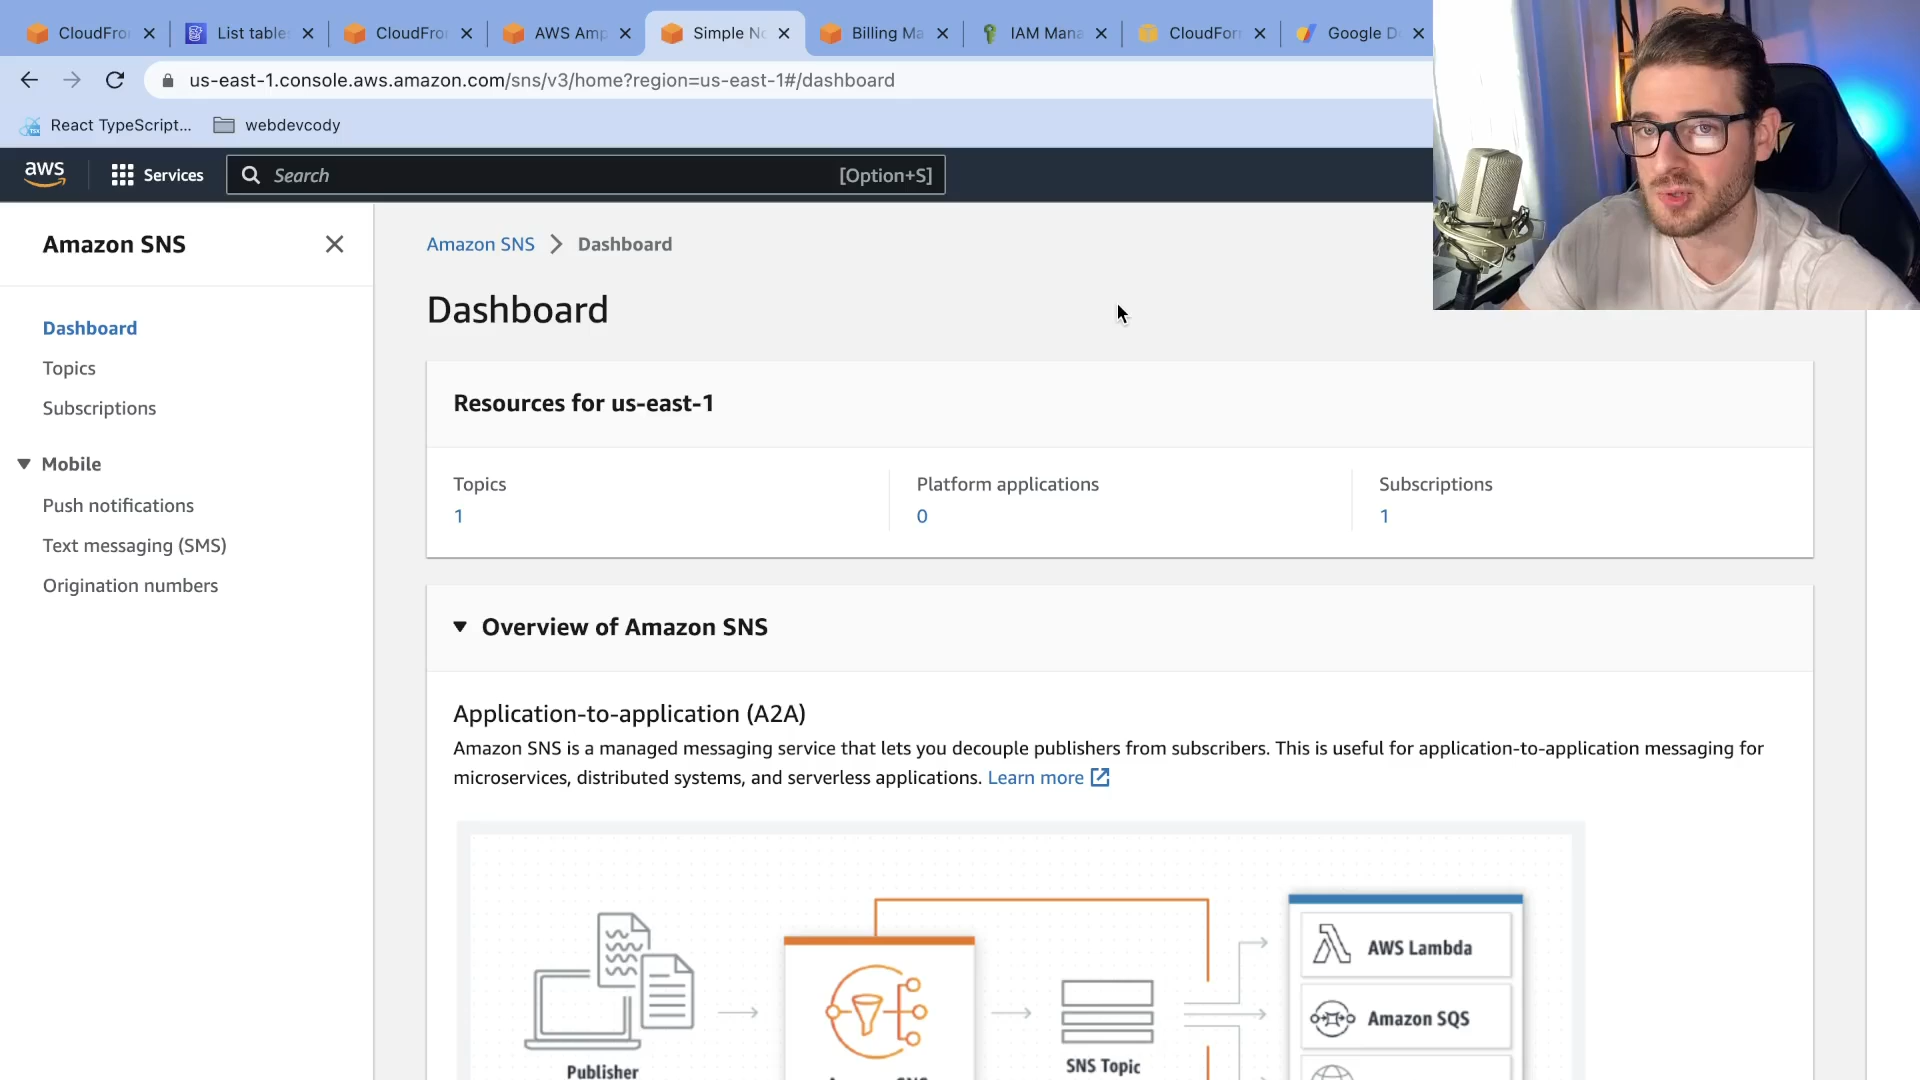 CloudFro
List table
CloudFro
AWS Amp
Simple No
Billing Ma
IAM Mana
CloudForr
Google D
us-east-1.console.aws.amazon.com/sns/v3/home?region=us-east-1#/dashboard
React TypeScript...
webdevcody
aws
Services
Search
[Option+S]
Amazon SNS
Amazon SNS
Dashboard
Dashboard
Topics
Subscriptions
Mobile
Push notifications
Text messaging (SMS)
Origination numbers
Dashboard
Resources for us-east-1
Topics
1
Platform applications
0
Subscriptions
1
Overview of Amazon SNS
Application-to-application (A2A)
Amazon SNS is a managed messaging service that lets you decouple publishers from subscribers. This is useful for application-to-application messaging for
microservices, distributed systems, and serverless applications. Learn more
Publisher
SNS Topic
AWS Lambda
Amazon SQS